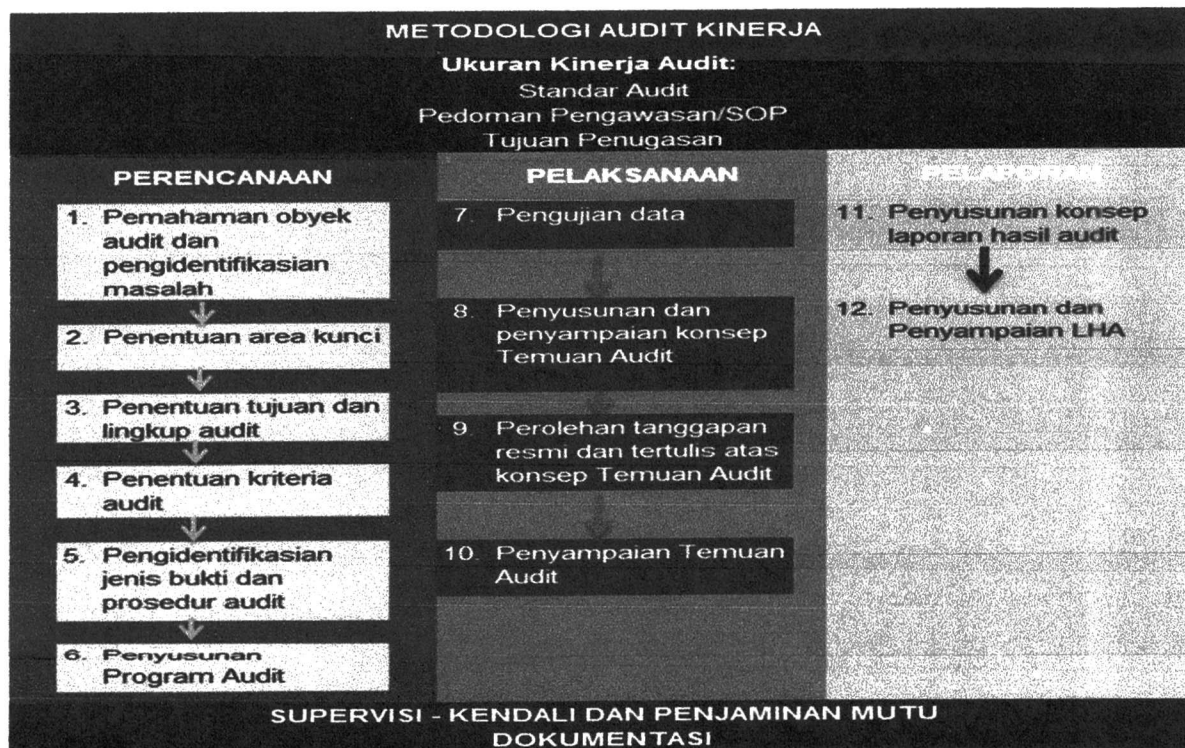 METODOLOGI AUDIT KINERJA
Ukuran Kinerja Audit:
Standar Audit
Pedoman Pengawasan/SOP
Tujuan Penugasan
PERENCANAAN
1. Pemahaman obyek
audit dan
pengidentifikasian
masalah
2. Penentuan area kunci
3. Penentuan tujuan dan
lingkup audit
4. Penentuan kriteria
audit
5. Pengidentifikasian
jenis bukti dan
prosedur audit
6. Penyusunan
Program Audit
PELAKSANAAN
7. Pengujian data
8. Penyusunan dan
penyampaian konsep
Temuan Audit
9. Perolehan tanggapan
resmi dan tertulis atas
konsep Temuan Audit
10. Penyampaian Temuan
Audit
PELAPORAN
11. Penyusunan konsep
laporan hasil audit
12. Penyusunan dan
Penyampaian LHA
SUPERVISI - KENDALI DAN PENJAMINAN MUTU
DOKUMENTASI